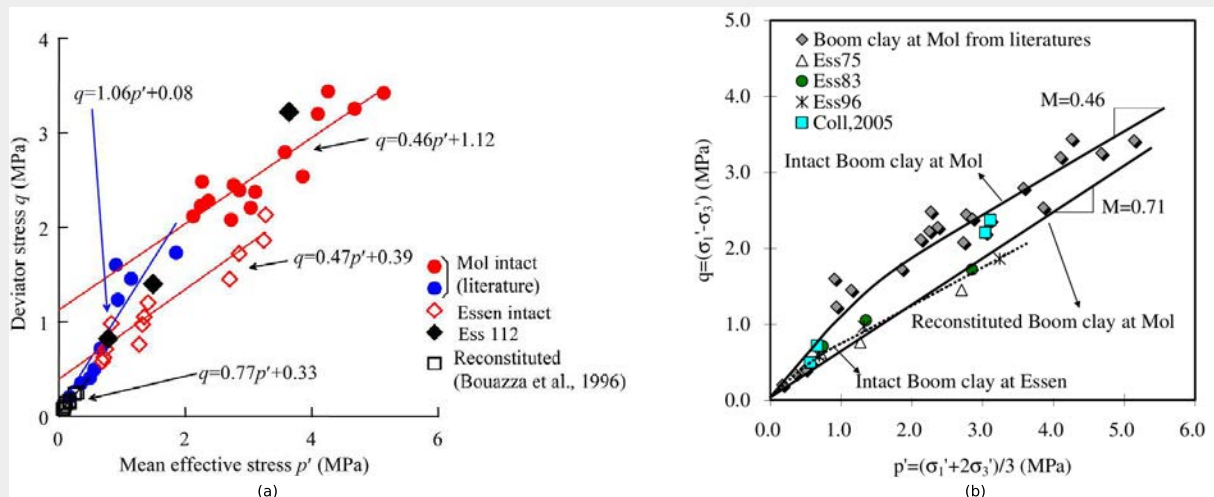 4
3
2
1
0
0
2
4
6
Deviator stress q (MPa)
Mean effective stress p′ (MPa)
q=1.06p′+0.08
q=0.46p′+1.12
q=0.47p′+0.39
q=0.77p′+0.33
Mol intact
(literature)
Essen intact
Ess 112
Reconstituted
(Bouazza et al., 1996)
(a)
5.0
4.0
3.0
2.0
1.0
0.0
0.0
1.0
2.0
3.0
4.0
5.0
6.0
q=(σ₁'-σ₃') (MPa)
p'=(σ₁'+2σ₃')/3 (MPa)
Boom clay at Mol from literatures
Ess75
Ess83
Ess96
Coll,2005
M=0.46
Intact Boom clay at Mol
M=0.71
Reconstituted Boom clay at Mol
Intact Boom clay at Essen
(b)